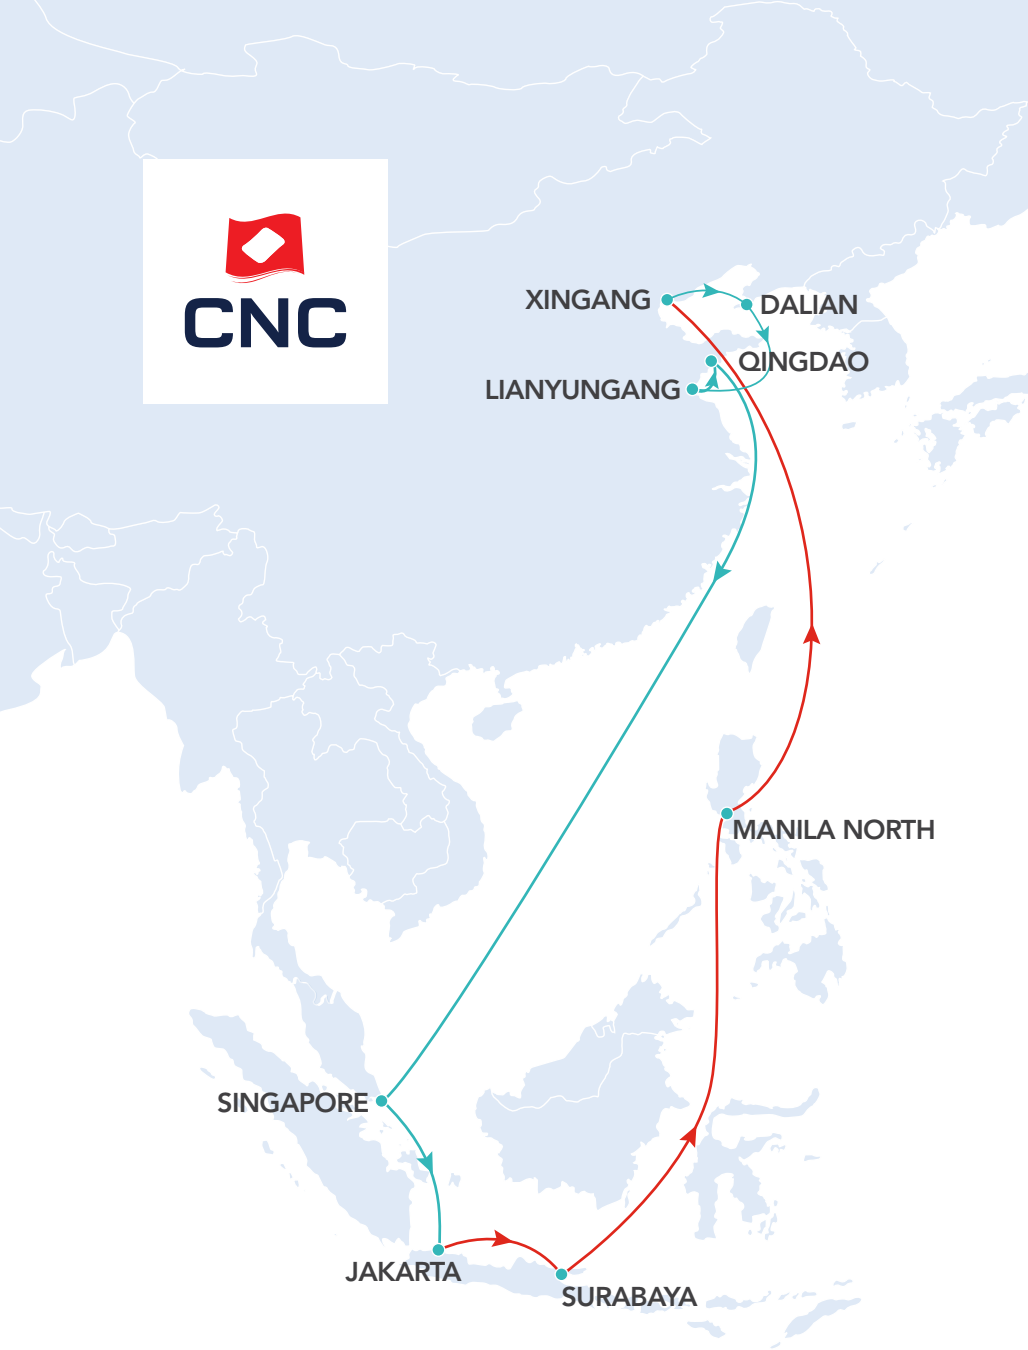 CNC
XINGANG
DALIAN
QINGDAO
LIANYUNGANG
MANILA NORTH
SINGAPORE
JAKARTA
SURABAYA